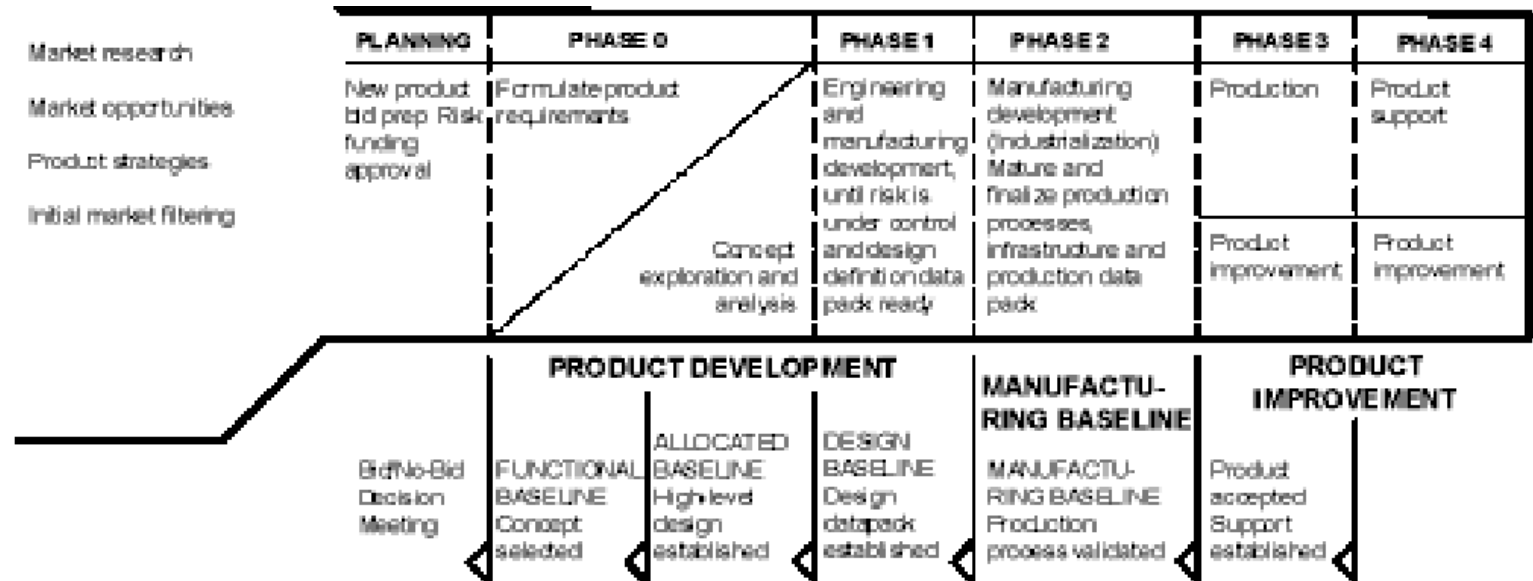 Market research
Market opportunities
Product strategies
Initial market filtering
PLANNING
New product
bid prep Risk
funding
approval
PHASE 0
Formulate product
requirements
Concept
exploration and
analysis
PHASE 1
Engineering
and
manufacturing
development,
until risk is
under control
and design
definition data
pack ready
PHASE 2
Manufacturing
development
(Industrialization)
Mature and
finalize production
processes,
infrastructure and
production data
pack
PHASE 3
Production
Product
improvement
PHASE 4
Product
support
Product
improvement
PRODUCT DEVELOPMENT
MANUFACTU-
RING BASELINE
PRODUCT
IMPROVEMENT
Bid/No-Bid
Decision
Meeting
FUNCTIONAL
BASELINE
Concept
selected
ALLOCATED
BASELINE
High-level
design
established
DESIGN
BASELINE
Design
datapack
established
MANUFACTU-
RING BASELINE
Production
process validated
Product
accepted
Support
established